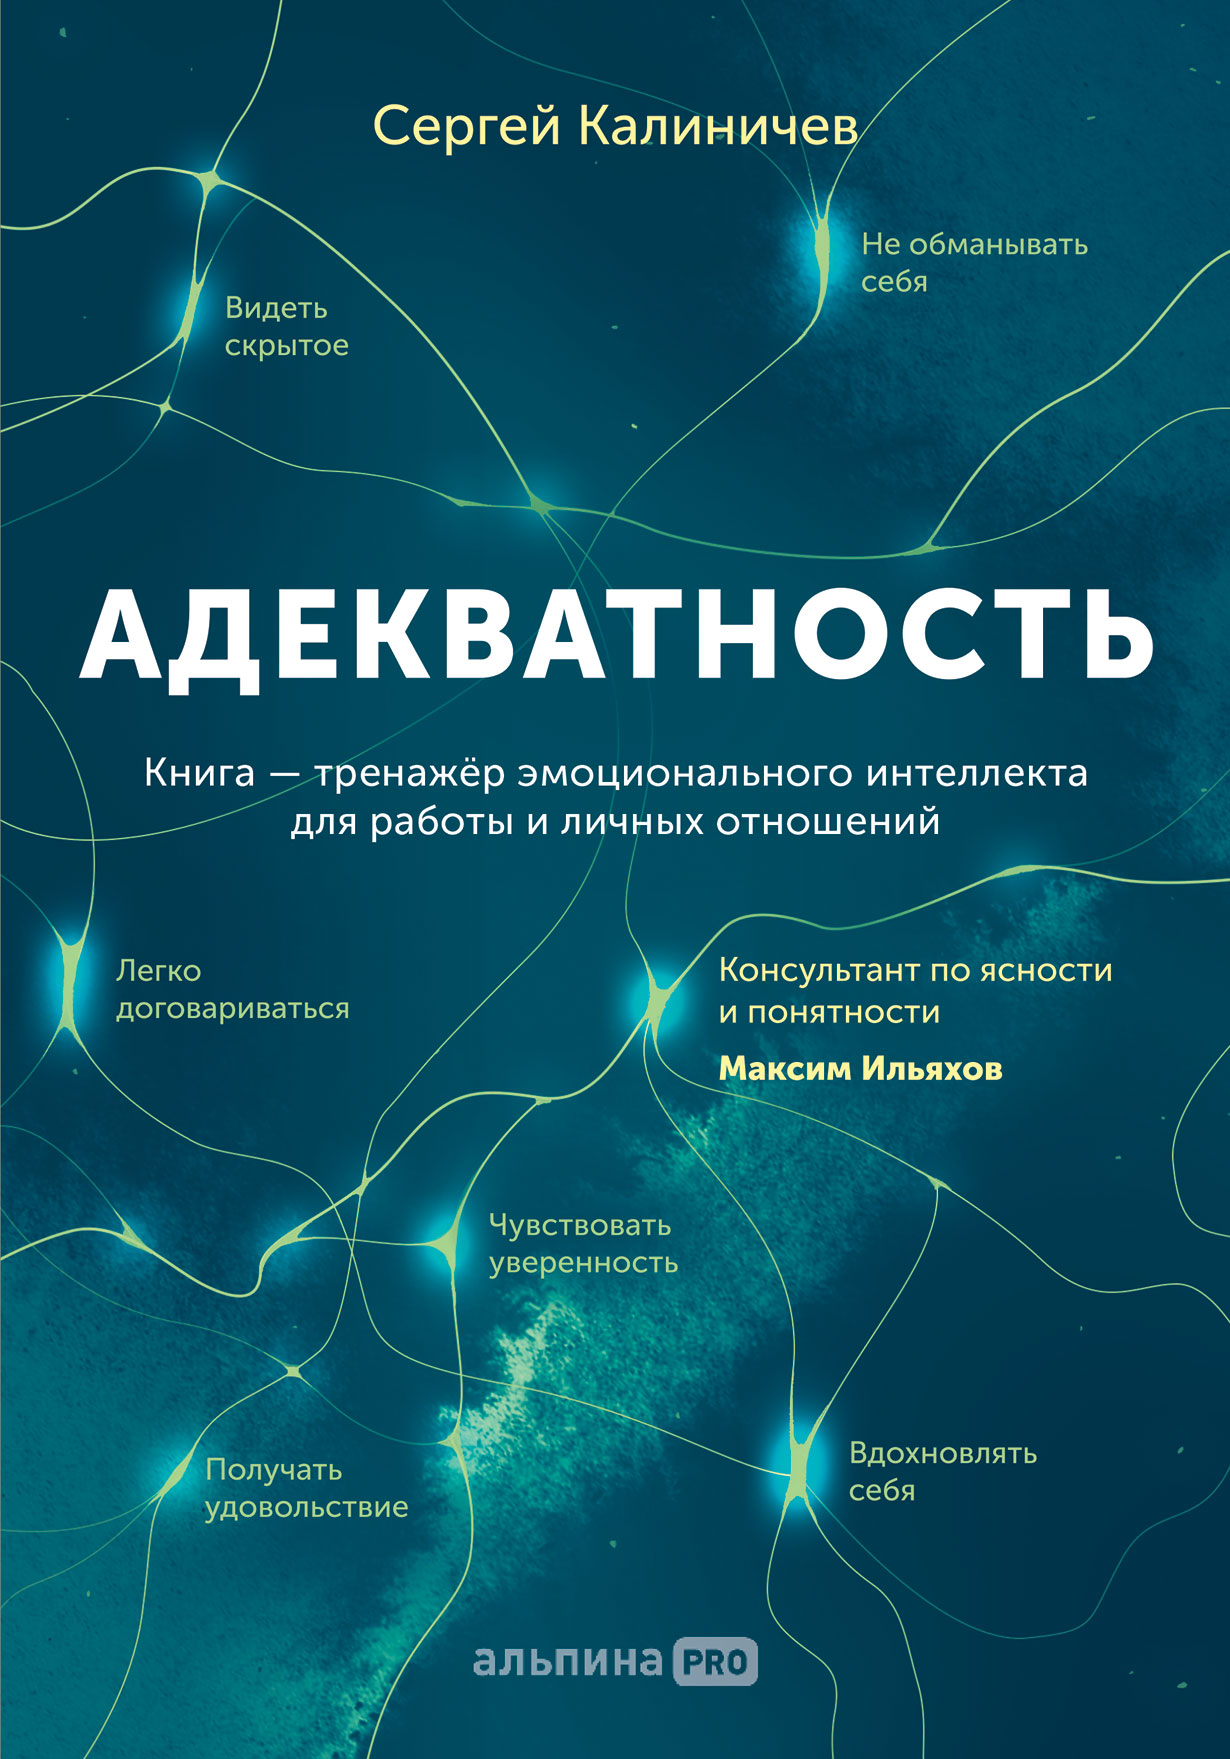 Сергей Калиничев
Не обманывать
себя
Видеть
скрытое
АДЕКВАТНОСТЬ
Книга — тренажёр эмоционального интеллекта
для работы и личных отношений
Легко
договариваться
Консультант по ясности
и понятности
Максим Ильяхов
Чувствовать
уверенность
Получать
удовольствие
Вдохновлять
себя
альпина PRO